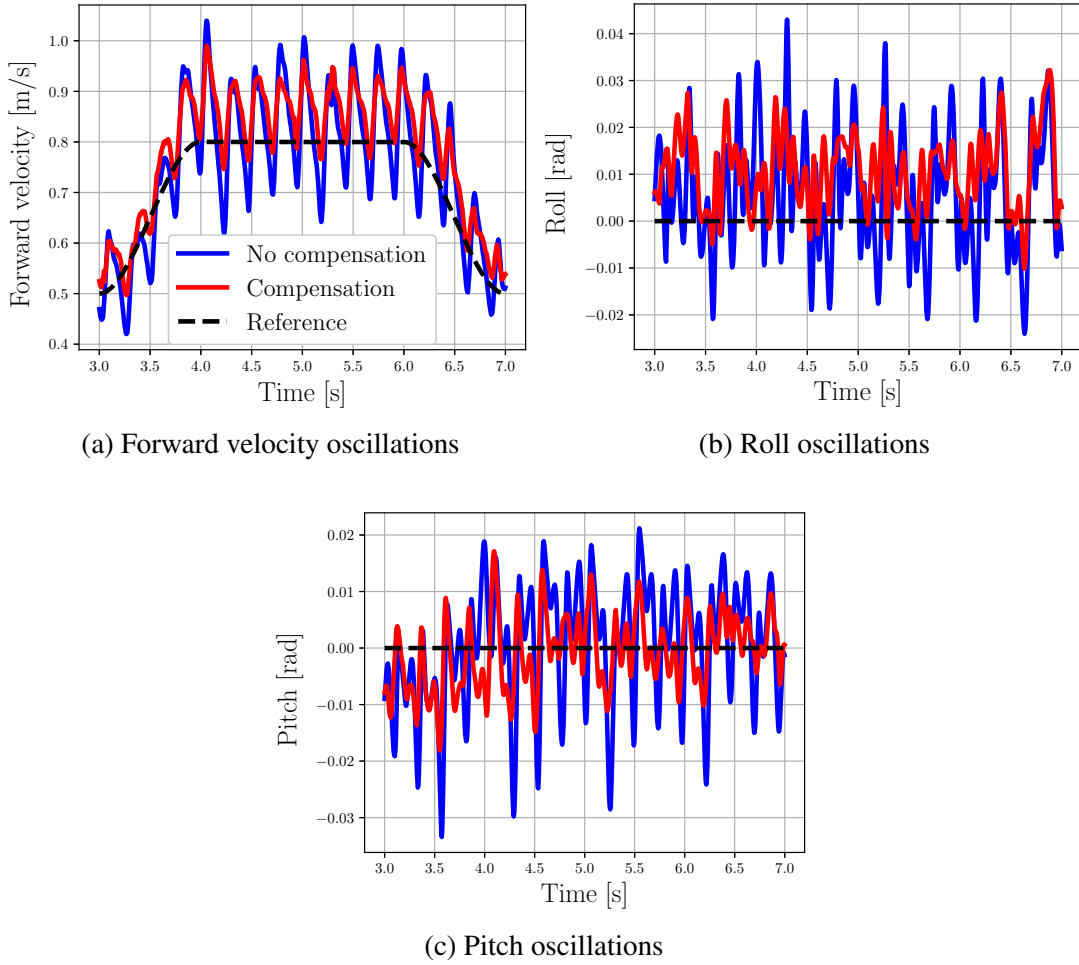 1.0
0.9
0.8
0.7
0.6
0.5
0.4
Forward velocity [m/s]
No compensation
Compensation
Reference
3.0 3.5 4.0 4.5 5.0 5.5 6.0 6.5 7.0
Time [s]
(a) Forward velocity oscillations
0.04
0.03
0.02
0.01
0.00
−0.01
−0.02
Roll [rad]
3.0 3.5 4.0 4.5 5.0 5.5 6.0 6.5 7.0
Time [s]
(b) Roll oscillations
0.02
0.01
0.00
−0.01
−0.02
−0.03
Pitch [rad]
3.0 3.5 4.0 4.5 5.0 5.5 6.0 6.5 7.0
Time [s]
(c) Pitch oscillations